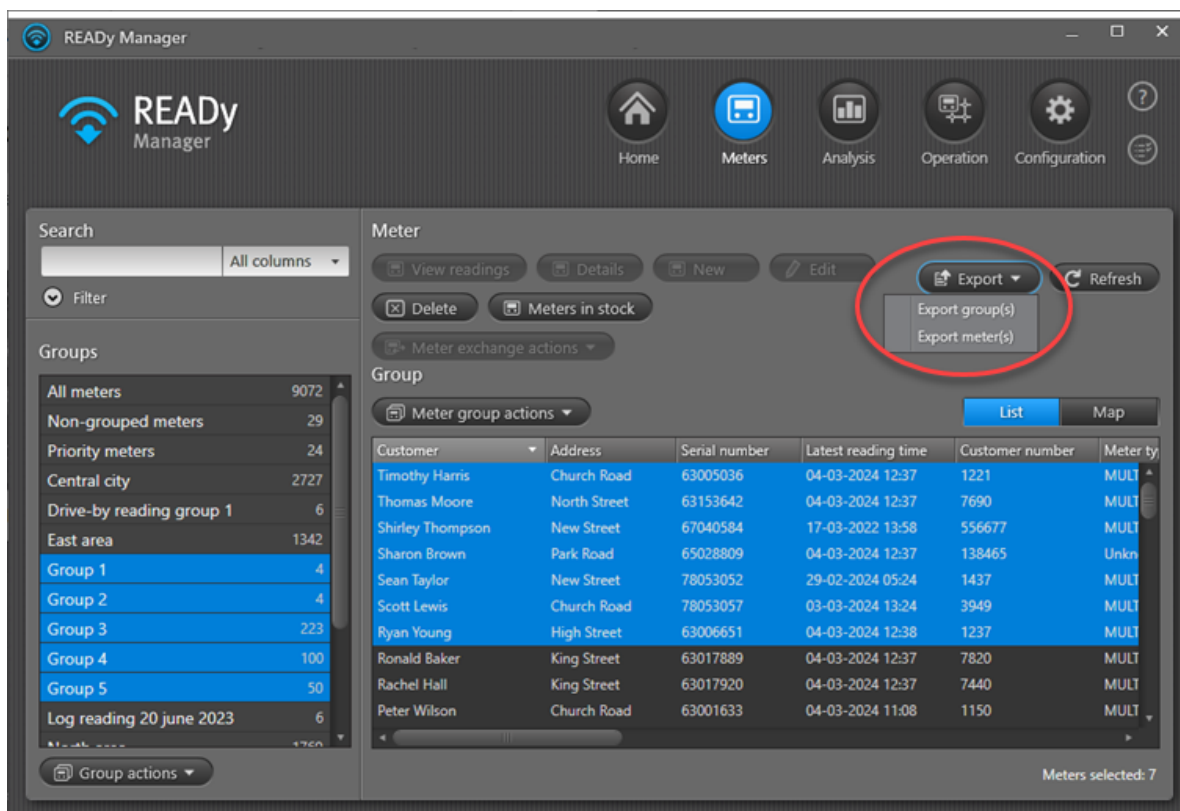 READy Manager
READy
Manager
Home
Meters
Analysis
Operation
Configuration
?
Search
All columns
Filter
Groups
All meters 9072
Non-grouped meters 29
Priority meters 24
Central city 2727
Drive-by reading group 1 6
East area 1342
Group 1 4
Group 2 4
Group 3 223
Group 4 100
Group 5 50
Log reading 20 june 2023 6
Group actions
Meter
View readings Details New Edit Export Refresh
Export group(s)
Export meter(s)
Delete Meters in stock
Meter exchange actions
Group
Meter group actions List Map
Customer Address Serial number Latest reading time Customer number Meter ty
Timothy Harris Church Road 63005036 04-03-2024 12:37 1221 MULT
Thomas Moore North Street 63153642 04-03-2024 12:37 7690 MULT
Shirley Thompson New Street 67040584 17-03-2022 13:58 556677 MULT
Sharon Brown Park Road 65028809 04-03-2024 12:37 138465 Unkn
Sean Taylor New Street 78053052 29-02-2024 05:24 1437 MULT
Scott Lewis Church Road 78053057 03-03-2024 13:24 3949 MULT
Ryan Young High Street 63006651 04-03-2024 12:38 1237 MULT
Ronald Baker King Street 63017889 04-03-2024 12:37 7820 MULT
Rachel Hall King Street 63017920 04-03-2024 12:37 7440 MULT
Peter Wilson Church Road 63001633 04-03-2024 11:08 1150 MULT
Meters selected: 7